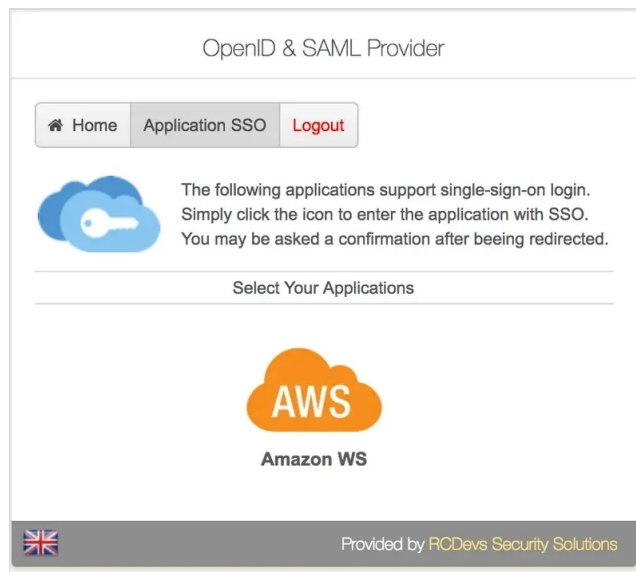 OpenID & SAML Provider
Home Application SSO Logout
The following applications support single-sign-on login.
Simply click the icon to enter the application with SSO.
You may be asked a confirmation after beeing redirected.
Select Your Applications
AWS
Amazon WS
Provided by RCDevs Security Solutions